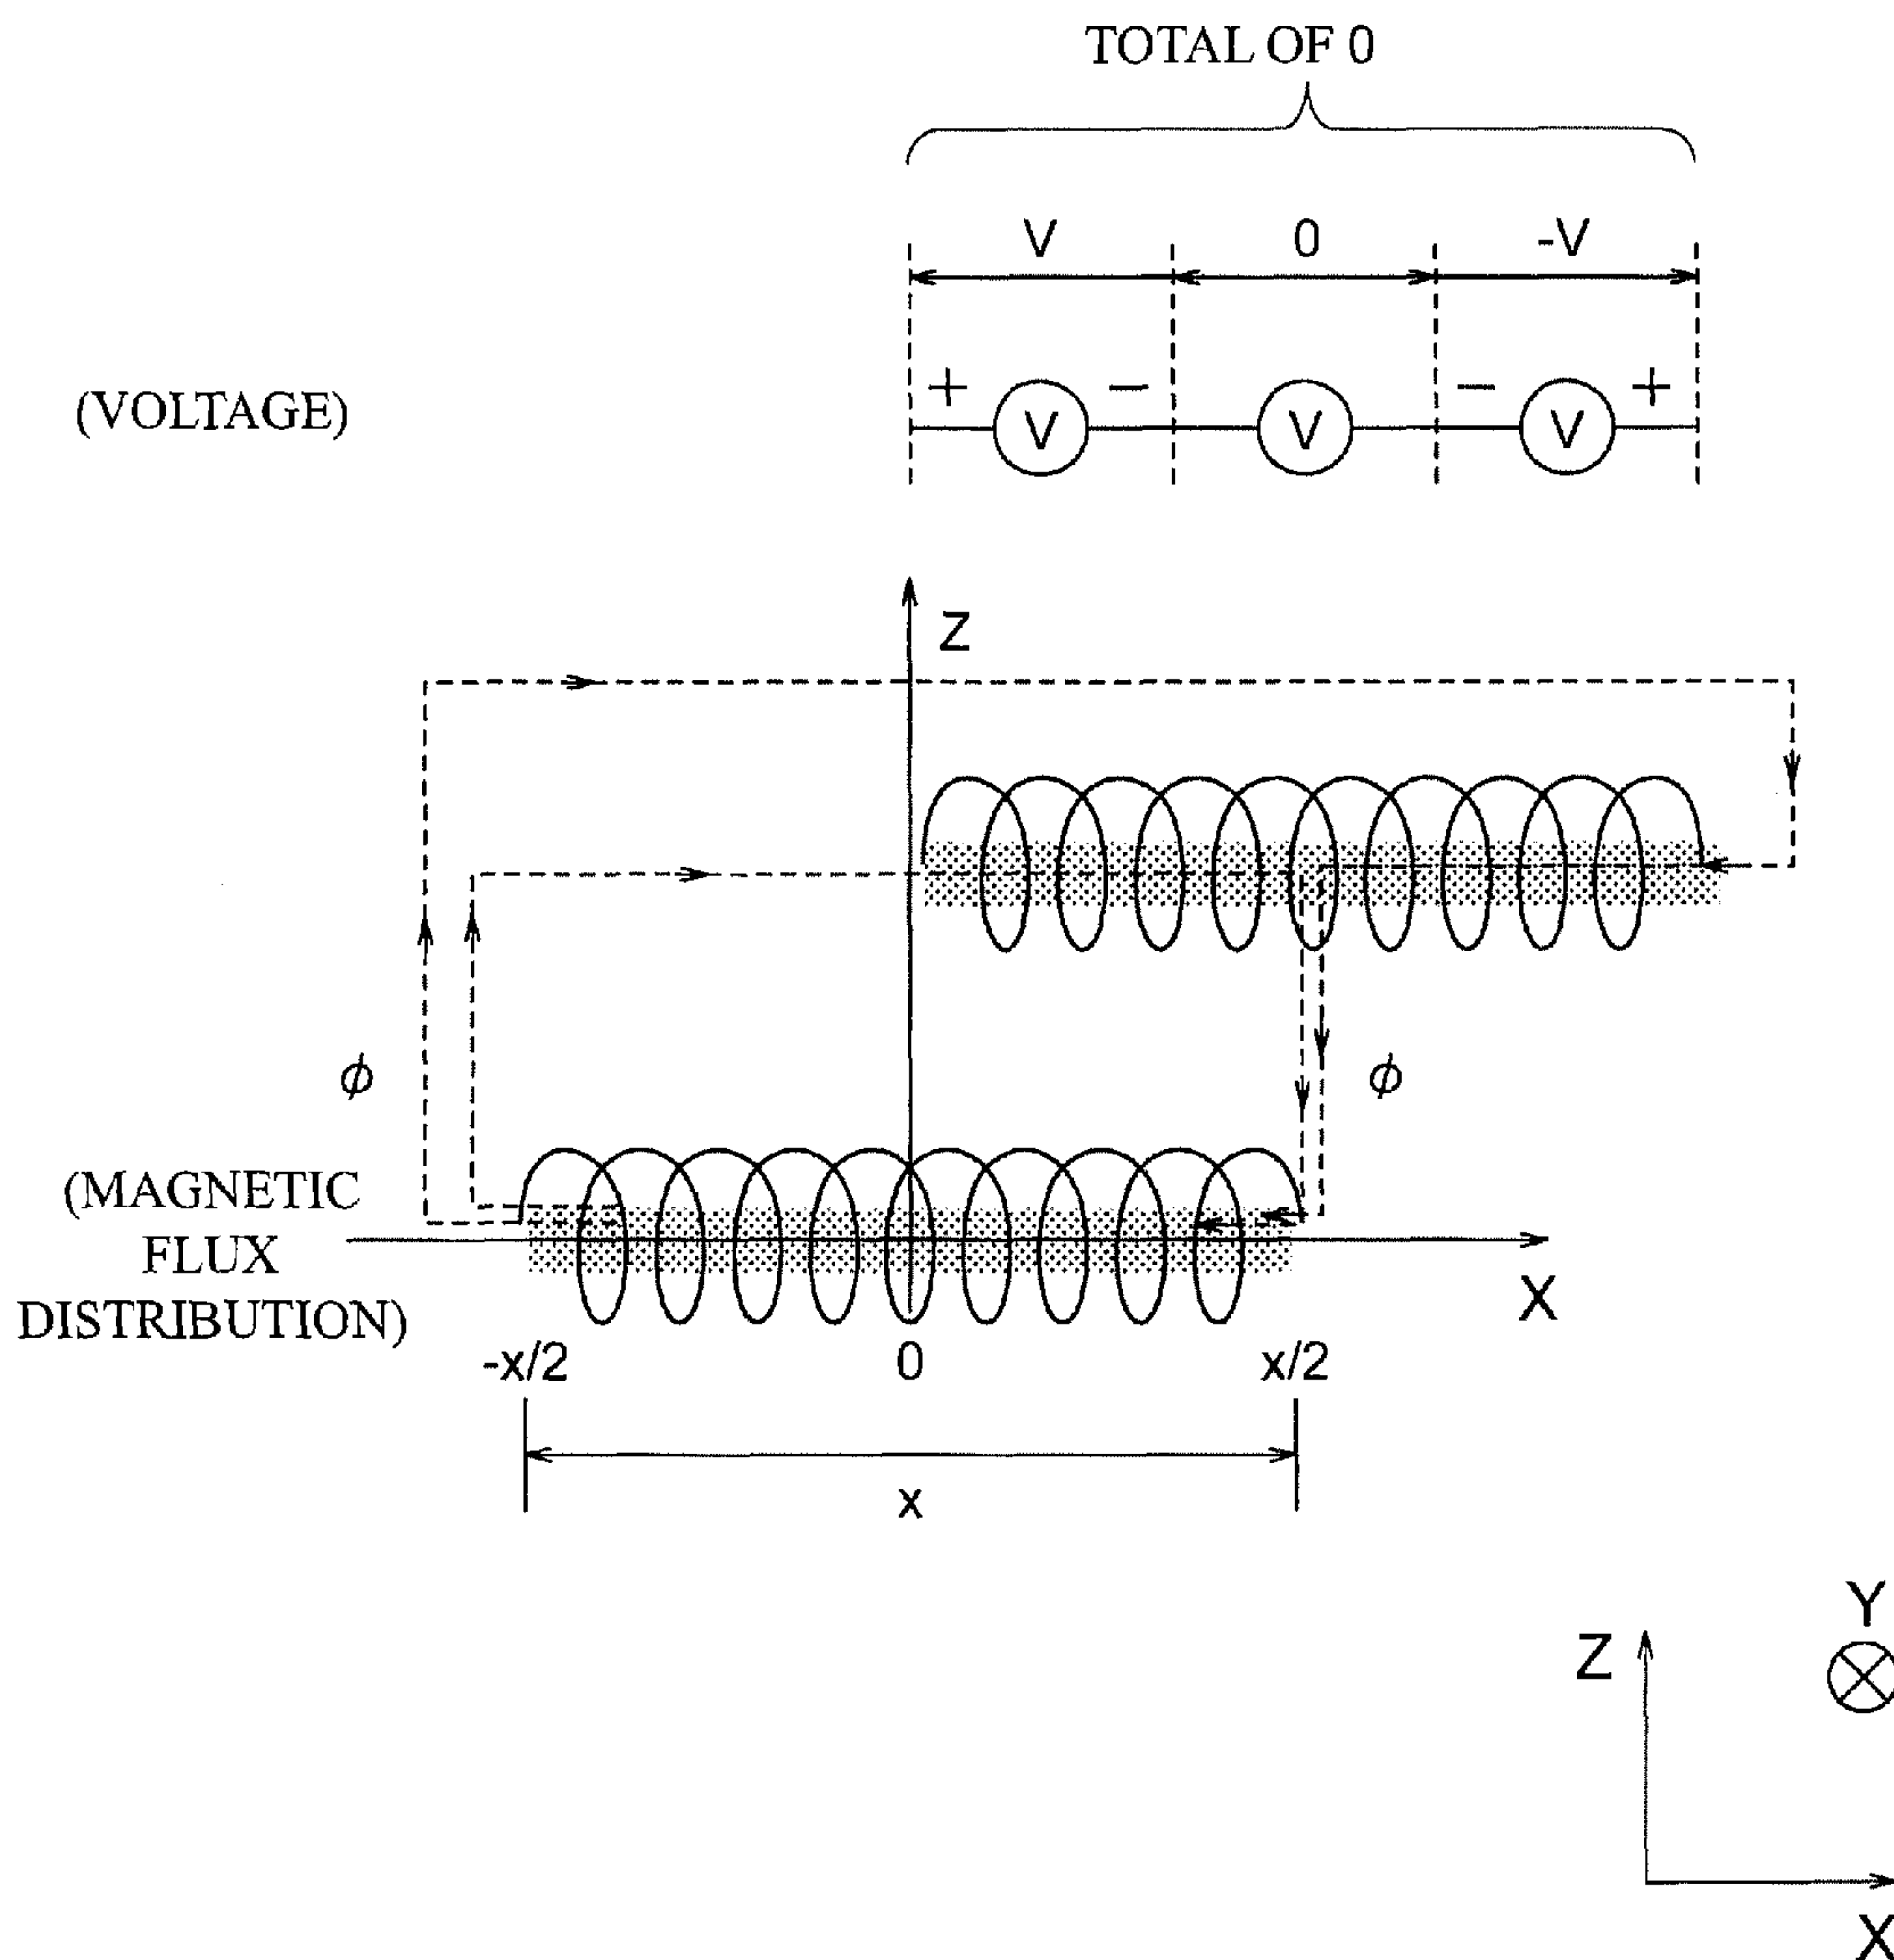 TOTAL OF 0
V 0 -V
+ − − +
(VOLTAGE) V V V
Z
ϕ ϕ
(MAGNETIC
FLUX
DISTRIBUTION)
X
-x/2 0 x/2
x
Y
Z
X